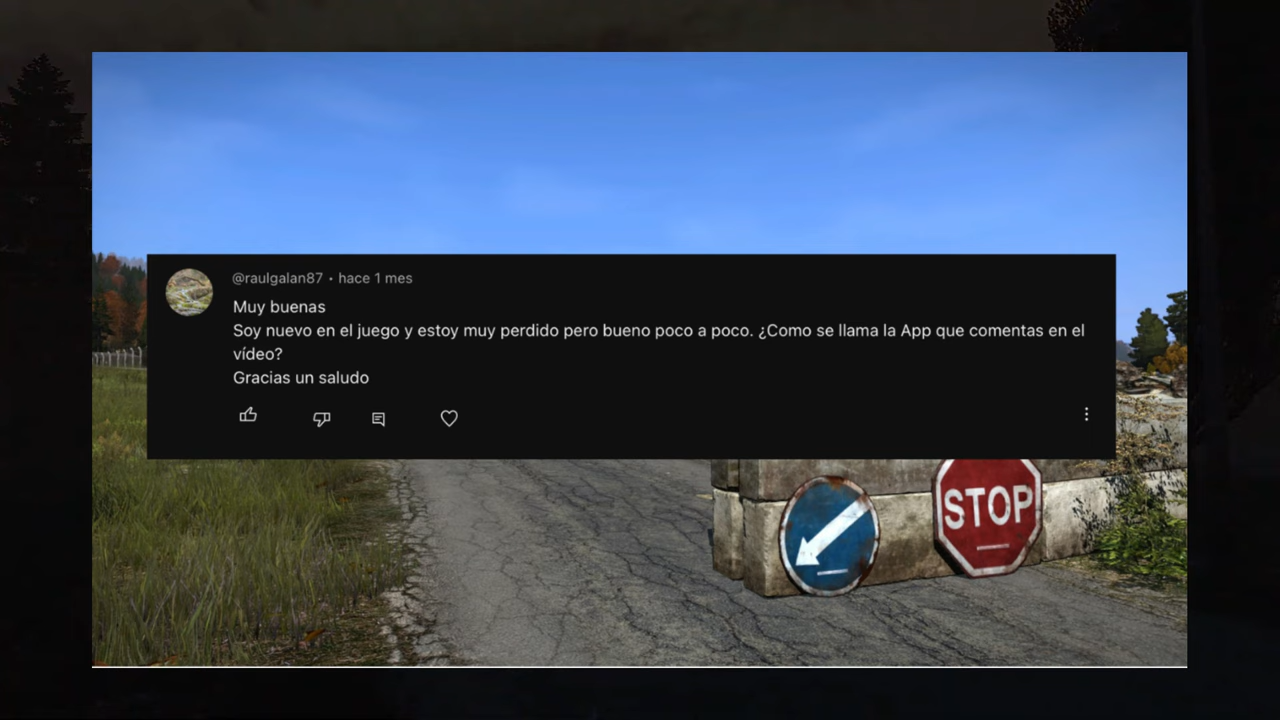 @raulgalan87 • hace 1 mes
Muy buenas
Soy nuevo en el juego y estoy muy perdido pero bueno poco a poco. ¿Como se llama la App que comentas en el
vídeo?
Gracias un saludo
STOP